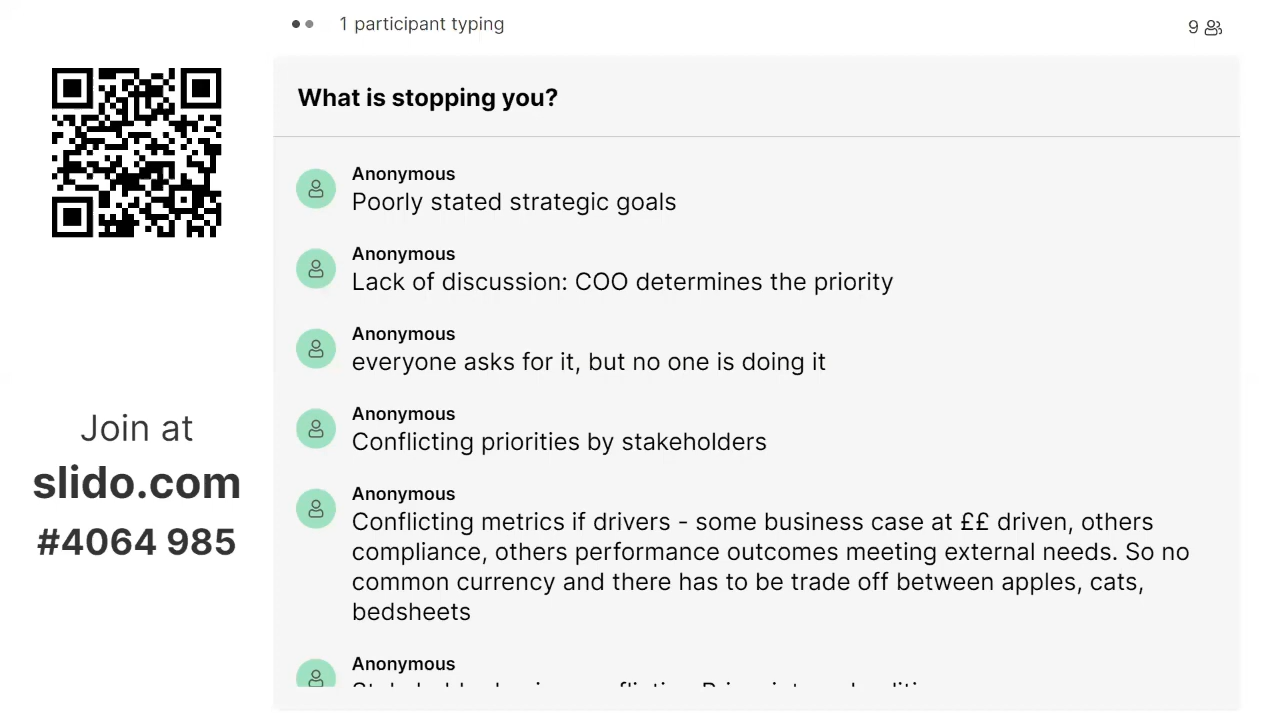 1 participant typing
9
What is stopping you?
Anonymous
Poorly stated strategic goals
Anonymous
Lack of discussion: COO determines the priority
Anonymous
everyone asks for it, but no one is doing it
Anonymous
Conflicting priorities by stakeholders
Anonymous
Conflicting metrics if drivers - some business case at ££ driven, others
compliance, others performance outcomes meeting external needs. So no
common currency and there has to be trade off between apples, cats,
bedsheets
Anonymous
Join at
slido.com
#4064 985